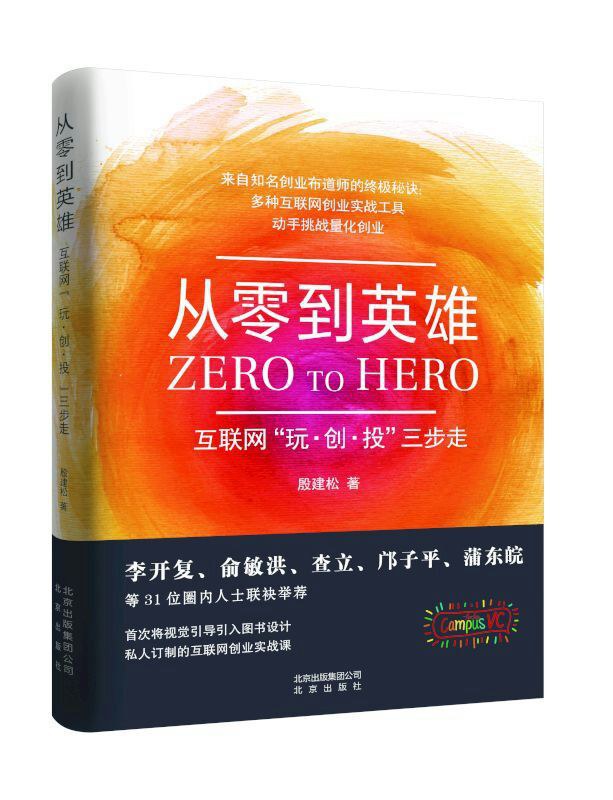 从零到英雄
互联网“玩·创·投”三步走
殷建松 著
北京出版集团公司
北京出版社
来自知名创业布道师的终极秘诀:
多种互联网创业实战工具
动手挑战量化创业
从零到英雄
ZERO TO HERO
互联网“玩·创·投”三步走
殷建松 著
李开复、俞敏洪、查立、邝子平、蒲东皖
等31位圈内人士联袂举荐
首次将视觉引导引入图书设计
私人订制的互联网创业实战课
Campus VC
北京出版集团公司
北京出版社